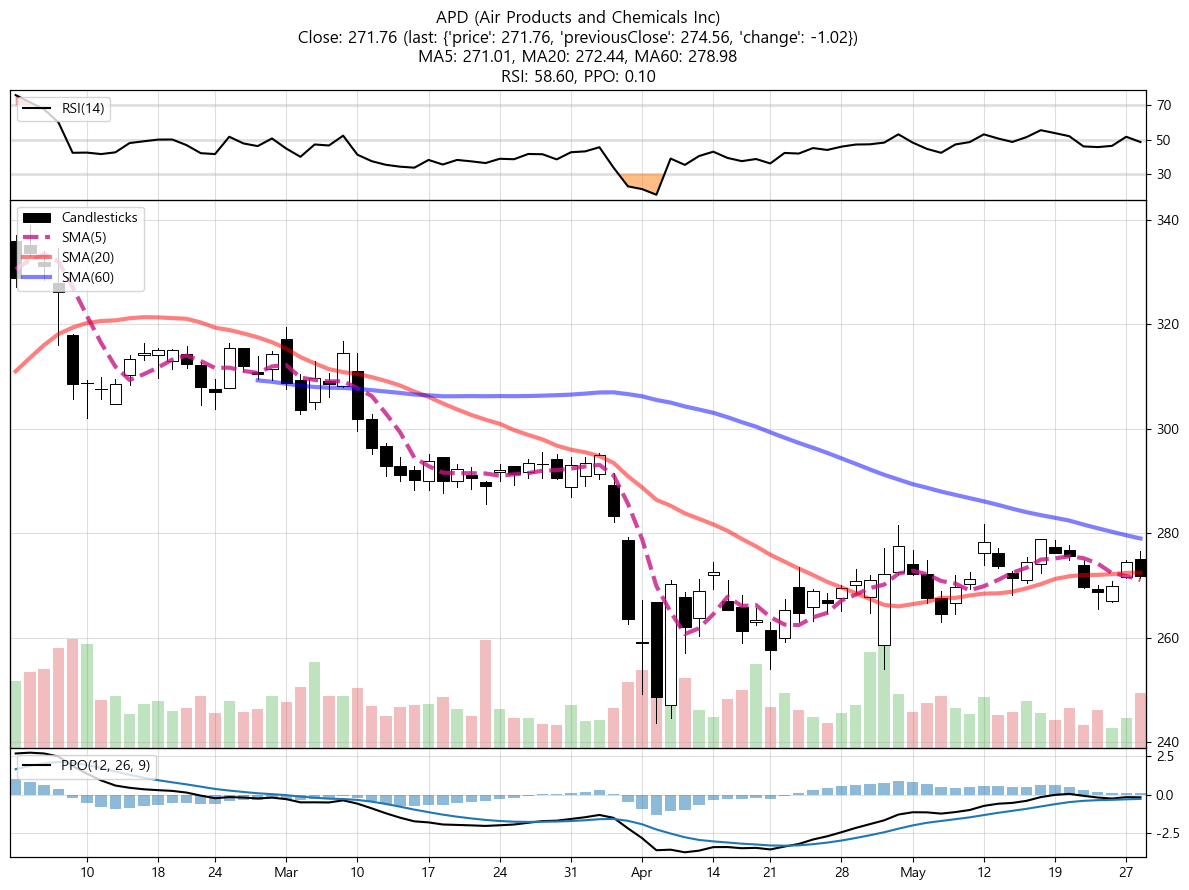 APD (Air Products and Chemicals Inc)
Close: 271.76 (last: {'price': 271.76, 'previousClose': 274.56, 'change': -1.02})
MA5: 271.01, MA20: 272.44, MA60: 278.98
RSI: 58.60, PPO: 0.10
RSI(14)
70
50
30
Candlesticks
SMA(5)
SMA(20)
SMA(60)
340
320
300
280
260
240
PPO(12, 26, 9)
2.5
0.0
−2.5
10 18 24 Mar 10 17 24 31 Apr 14 21 28 May 12 19 27